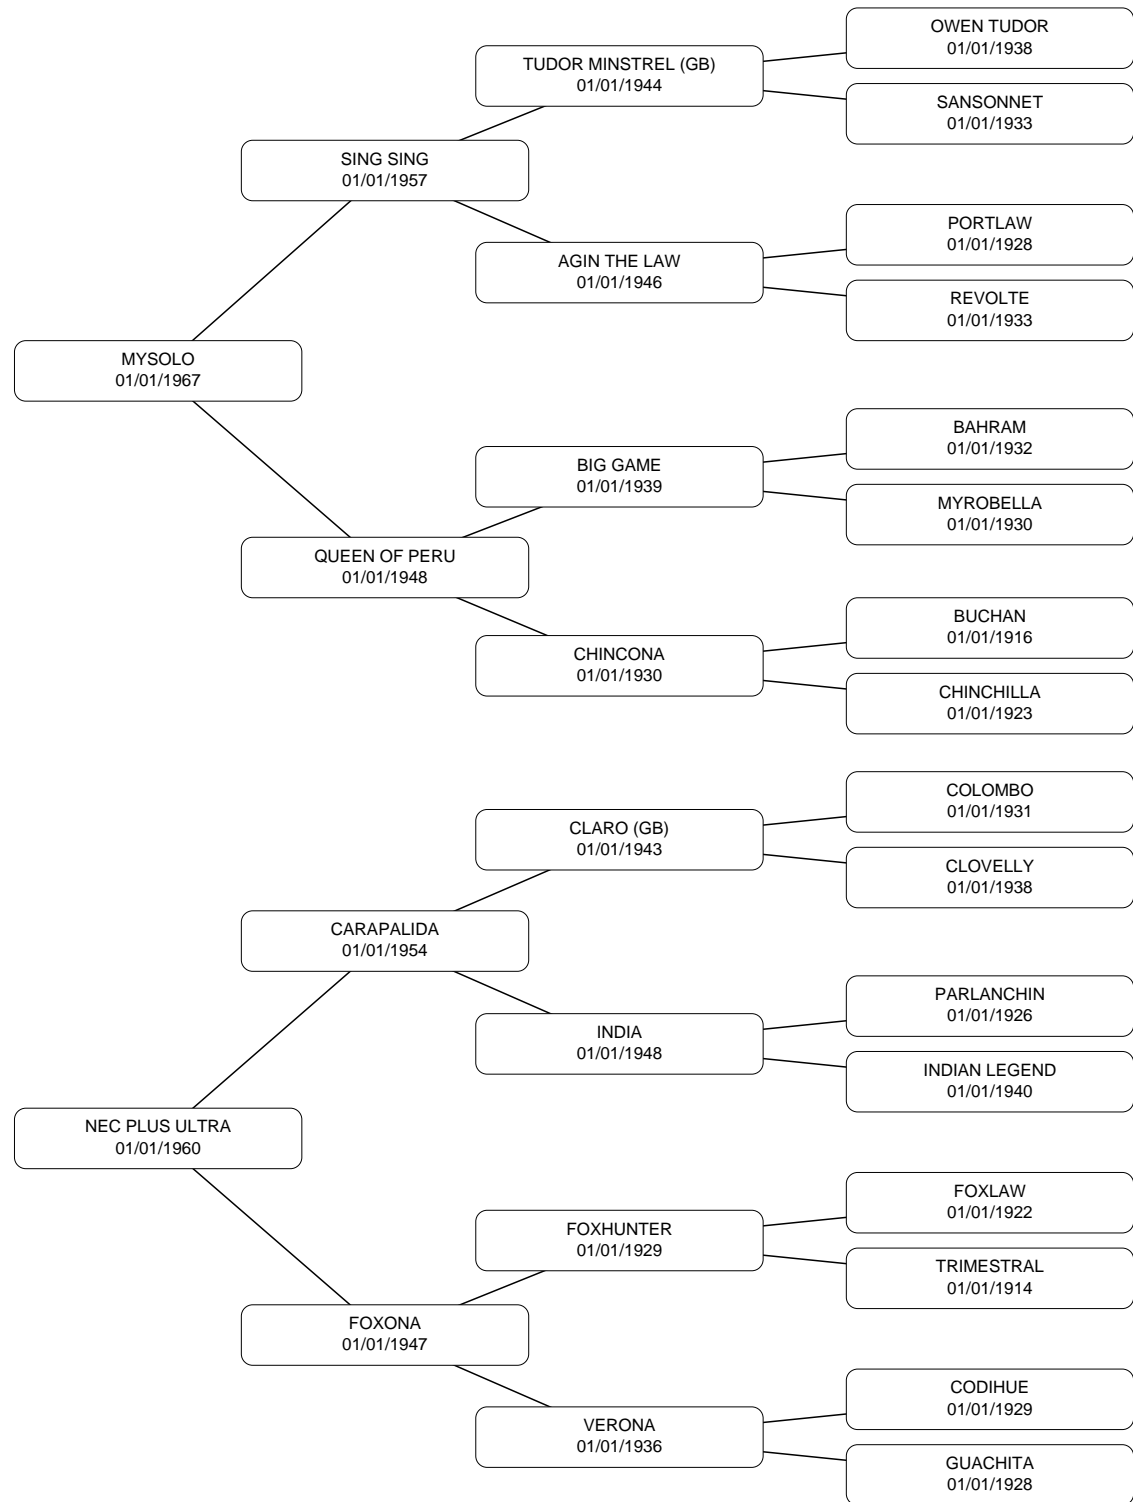 OWEN TUDOR
01/01/1938
TUDOR MINSTREL (GB)
01/01/1944
SANSONNET
01/01/1933
SING SING
01/01/1957
PORTLAW
01/01/1928
AGIN THE LAW
01/01/1946
REVOLTE
01/01/1933
MYSOLO
01/01/1967
BAHRAM
01/01/1932
BIG GAME
01/01/1939
MYROBELLA
01/01/1930
QUEEN OF PERU
01/01/1948
BUCHAN
01/01/1916
CHINCONA
01/01/1930
CHINCHILLA
01/01/1923
COLOMBO
01/01/1931
CLARO (GB)
01/01/1943
CLOVELLY
01/01/1938
CARAPALIDA
01/01/1954
PARLANCHIN
01/01/1926
INDIA
01/01/1948
INDIAN LEGEND
01/01/1940
NEC PLUS ULTRA
01/01/1960
FOXLAW
01/01/1922
FOXHUNTER
01/01/1929
TRIMESTRAL
01/01/1914
FOXONA
01/01/1947
CODIHUE
01/01/1929
VERONA
01/01/1936
GUACHITA
01/01/1928